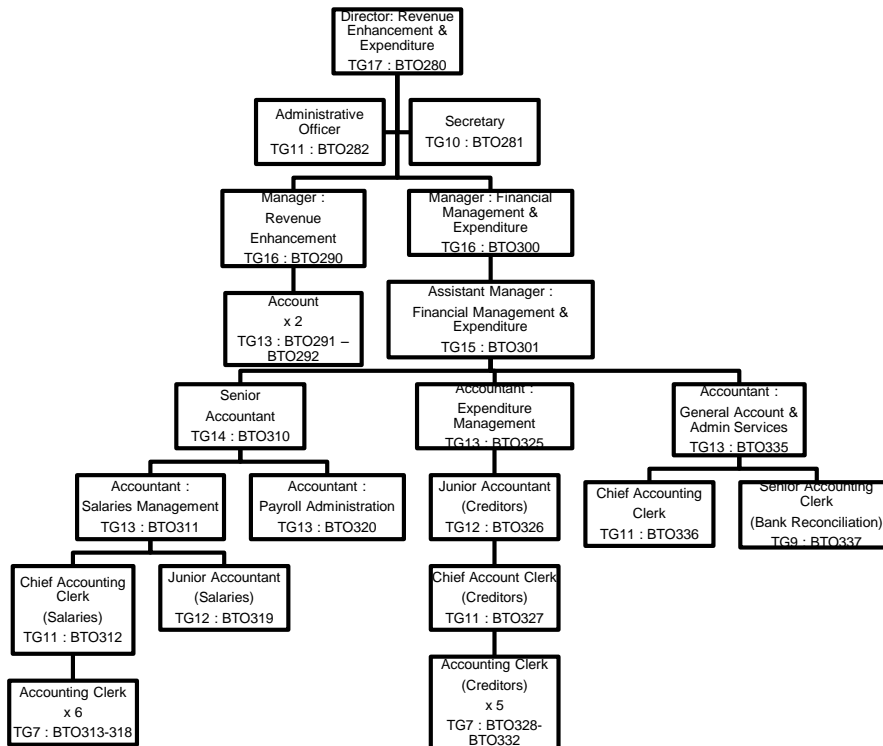 Director: Revenue
Enhancement &
Expenditure
TG17 : BTO280
Administrative
Officer
TG11 : BTO282
Secretary
TG10 : BTO281
Manager :
Revenue
Enhancement
TG16 : BTO290
Manager : Financial
Management &
Expenditure
TG16 : BTO300
Account
x 2
TG13 : BTO291 –
BTO292
Assistant Manager :
Financial Management &
Expenditure
TG15 : BTO301
Senior
Accountant
TG14 : BTO310
Accountant :
Expenditure
Management
TG13 : BTO325
Accountant :
General Account &
Admin Services
TG13 : BTO335
Accountant :
Salaries Management
TG13 : BTO311
Accountant :
Payroll Administration
TG13 : BTO320
Junior Accountant
(Creditors)
TG12 : BTO326
Chief Accounting
Clerk
TG11 : BTO336
Senior Accounting
Clerk
(Bank Reconciliation)
TG9 : BTO337
Chief Accounting
Clerk
(Salaries)
TG11 : BTO312
Junior Accountant
(Salaries)
TG12 : BTO319
Chief Account Clerk
(Creditors)
TG11 : BTO327
Accounting Clerk
x 6
TG7 : BTO313-318
Accounting Clerk
(Creditors)
x 5
TG7 : BTO328-
BTO332